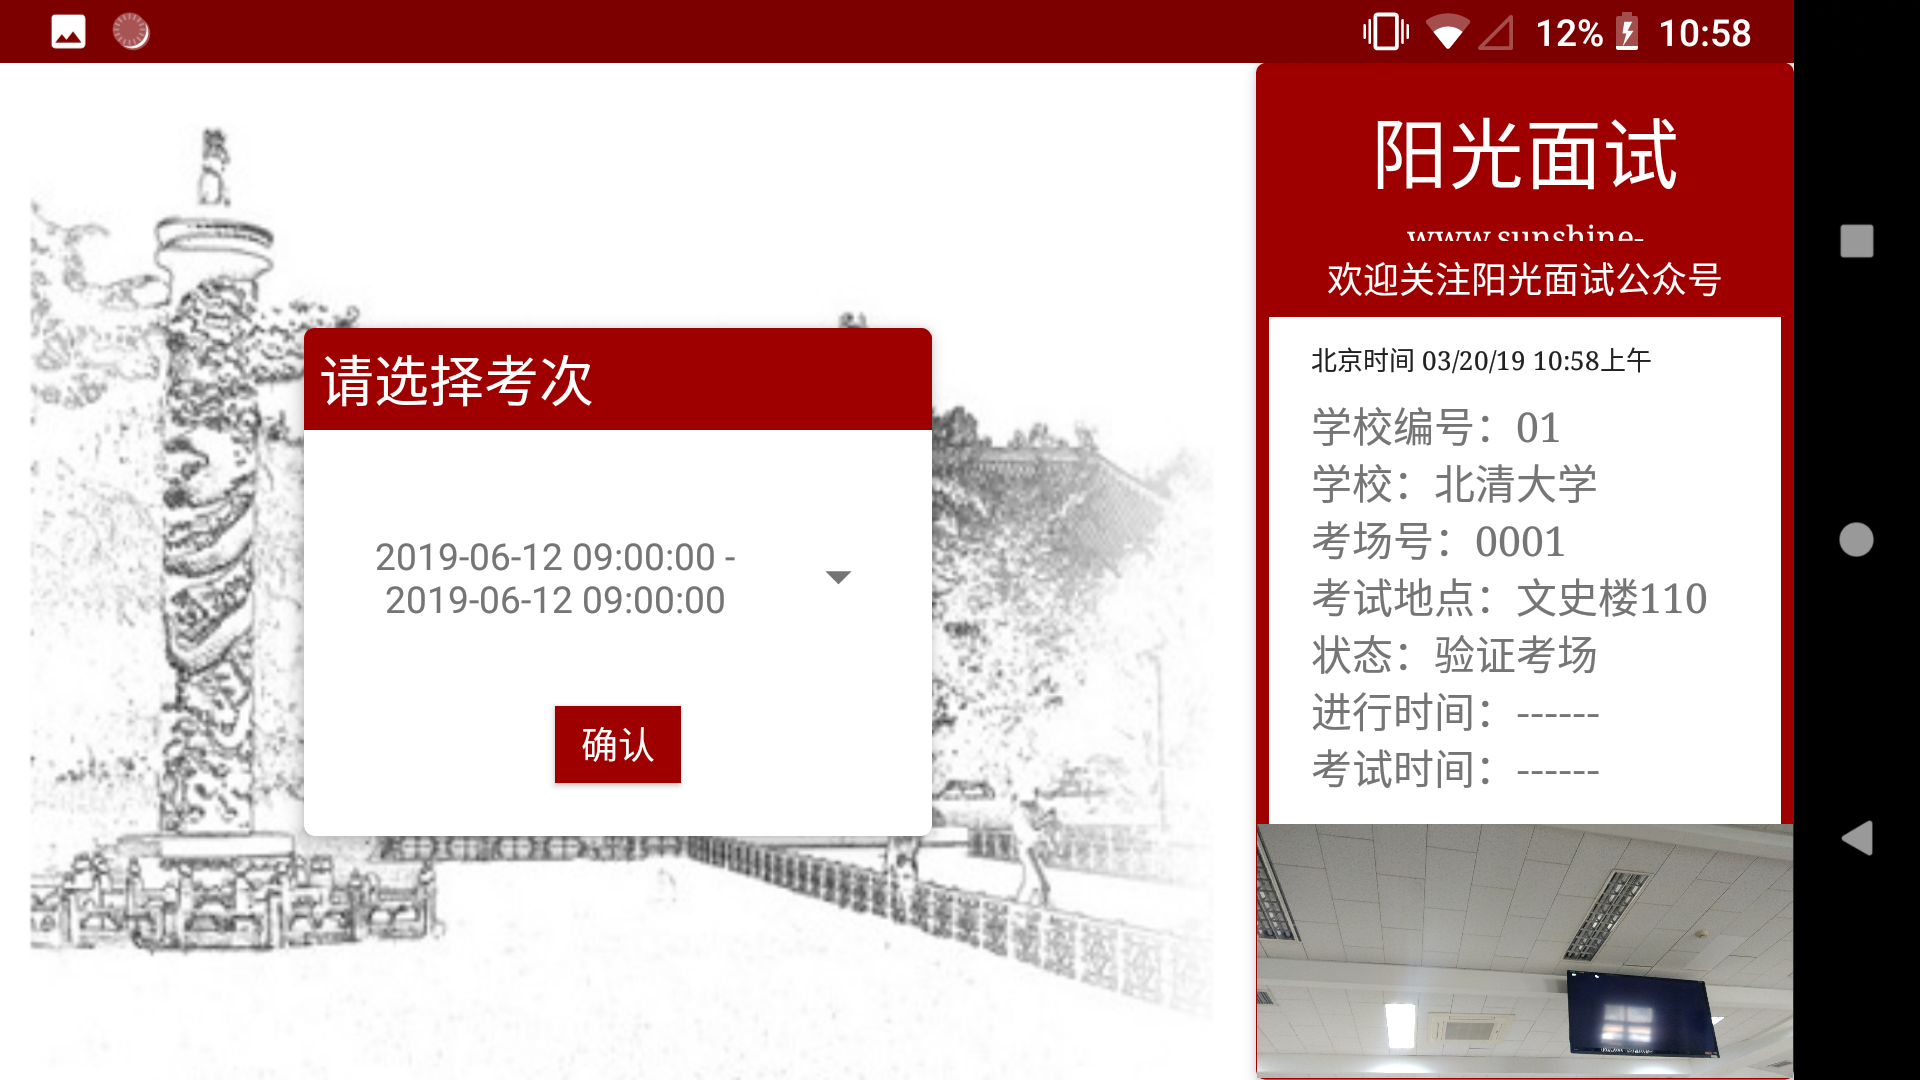 12% 10:58
阳光面试
www.sunshine-
欢迎关注阳光面试公众号
请选择考次
2019-06-12 09:00:00 -
2019-06-12 09:00:00
确认
北京时间 03/20/19 10:58上午
学校编号：01
学校：北清大学
考场号：0001
考试地点：文史楼110
状态：验证考场
进行时间：------
考试时间：------